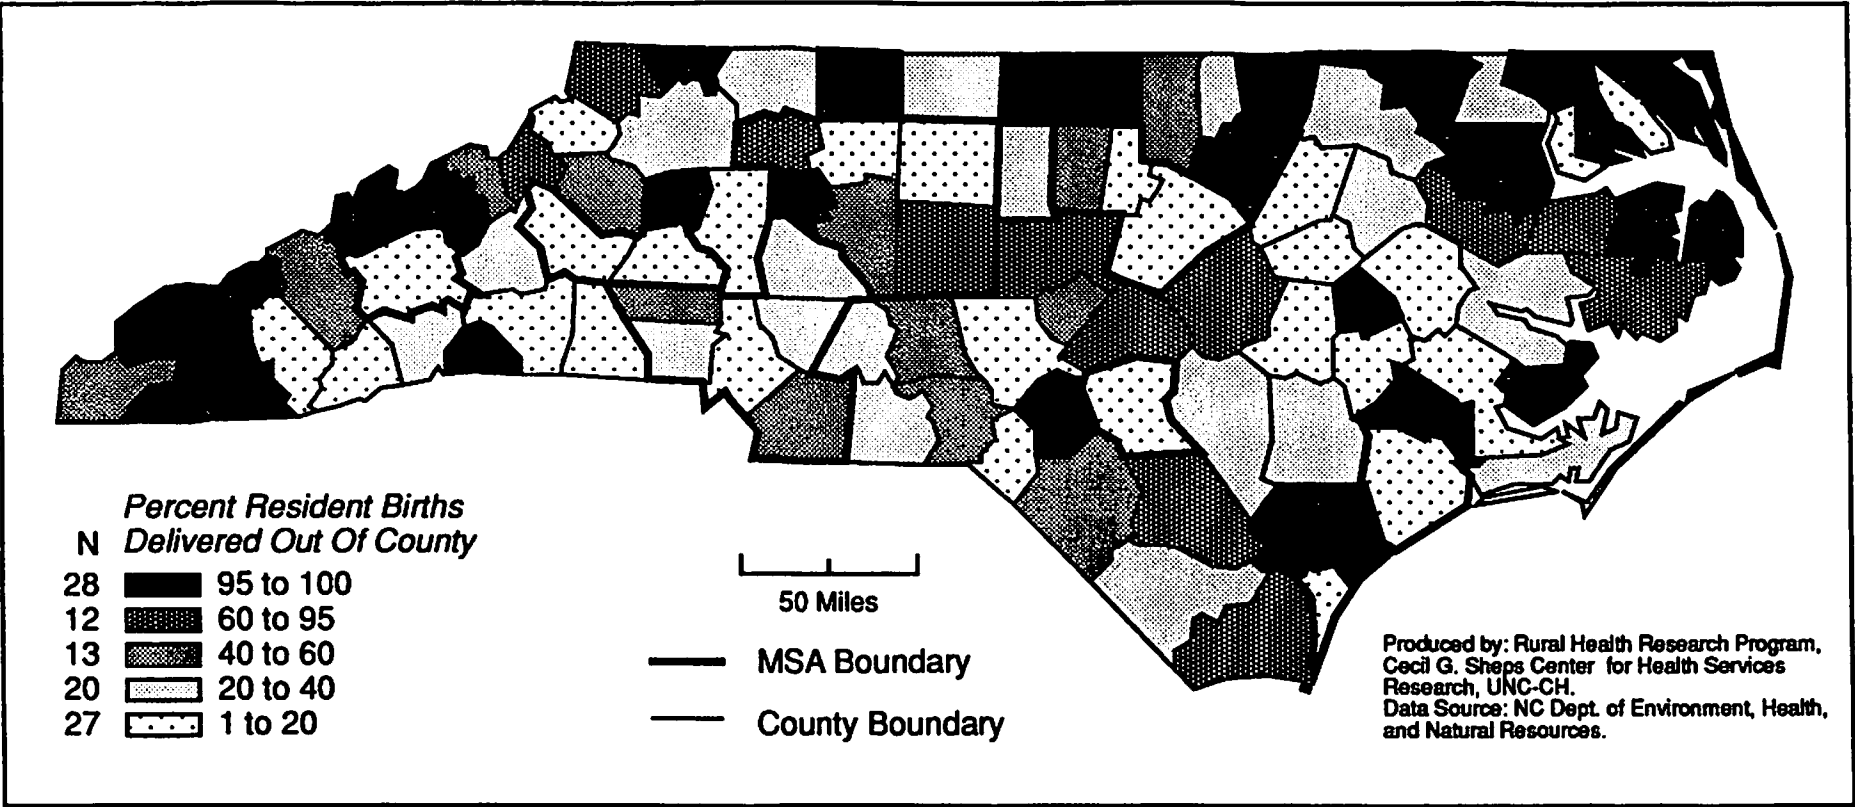 Percent Resident Births
N Delivered Out Of County
28 95 to 100
12 60 to 95
13 40 to 60
20 20 to 40
27 1 to 20
50 Miles
MSA Boundary
County Boundary
Produced by: Rural Health Research Program,
Cecil G. Sheps Center for Health Services
Research, UNC-CH.
Data Source: NC Dept. of Environment, Health,
and Natural Resources.